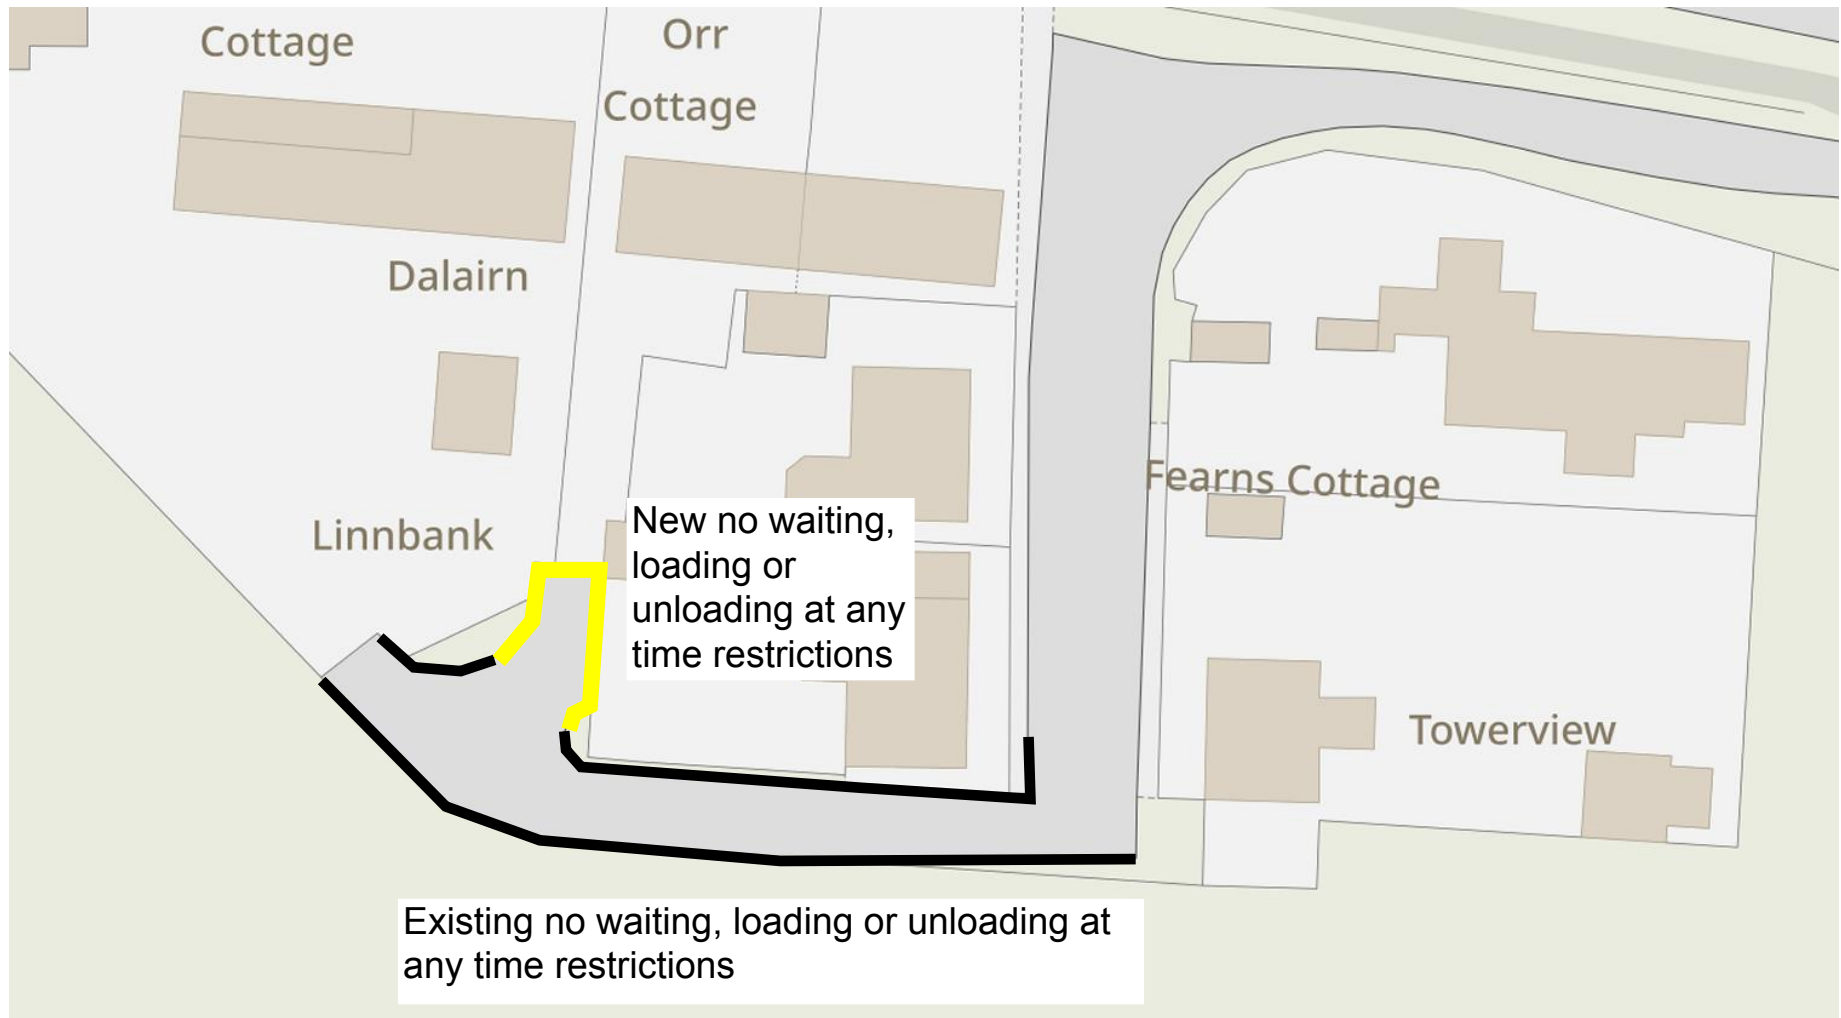 Cottage
Orr
Cottage
Dalairn
Linnbank
New no waiting,
loading or
unloading at any
time restrictions
Fearns Cottage
Towerview
Existing no waiting, loading or unloading at
any time restrictions